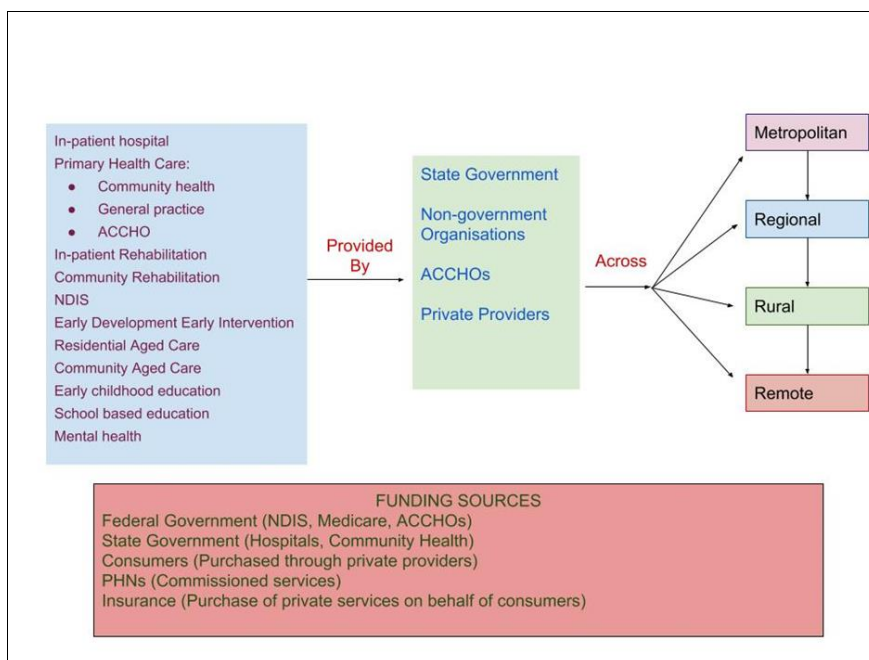 In-patient hospital
Primary Health Care:
● Community health
● General practice
● ACCHO
In-patient Rehabilitation
Community Rehabilitation
NDIS
Early Development Early Intervention
Residential Aged Care
Community Aged Care
Early childhood education
School based education
Mental health
Provided
By
State Government
Non-government
Organisations
ACCHOs
Private Providers
Across
Metropolitan
Regional
Rural
Remote
FUNDING SOURCES
Federal Government (NDIS, Medicare, ACCHOs)
State Government (Hospitals, Community Health)
Consumers (Purchased through private providers)
PHNs (Commissioned services)
Insurance (Purchase of private services on behalf of consumers)